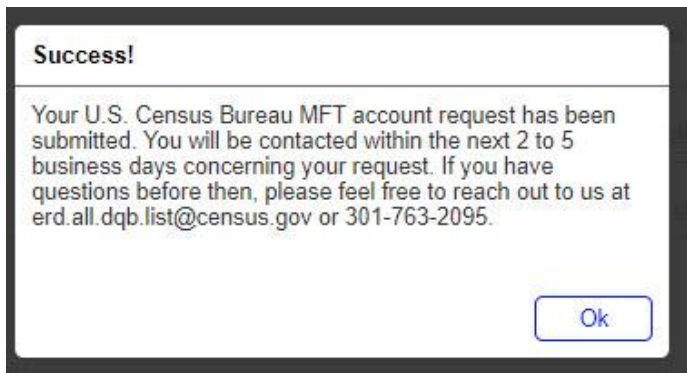 Success!
Your U.S. Census Bureau MFT account request has been
submitted. You will be contacted within the next 2 to 5
business days concerning your request. If you have
questions before then, please feel free to reach out to us at
erd.all.dqb.list@census.gov or 301-763-2095.
Ok